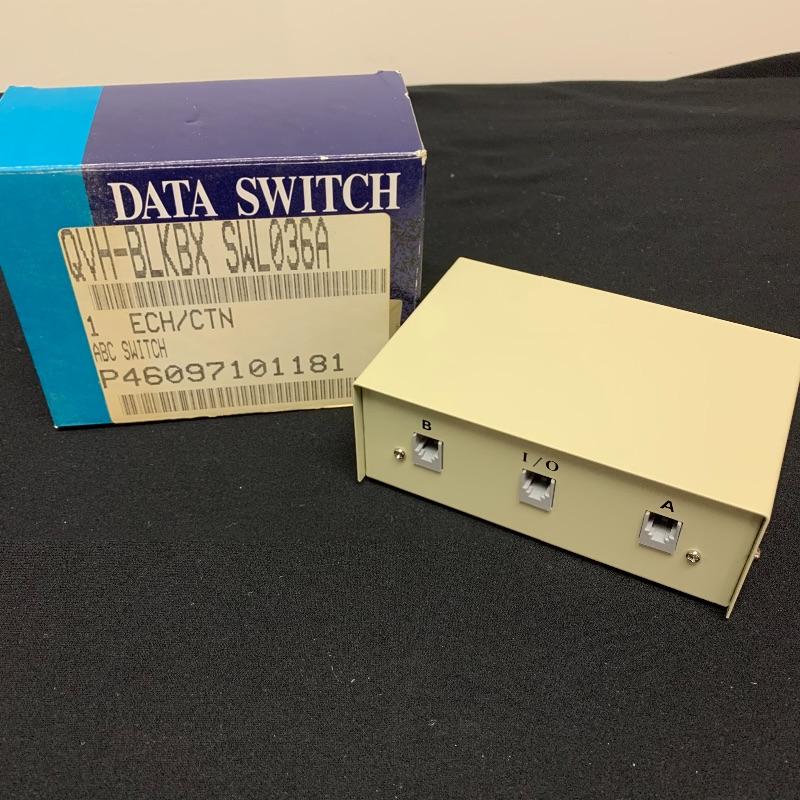 DATA SWITCH
QVH-BLKBX SWL036A
1 ECH/CTN
ABC SWITCH
P46097101181
B
I/O
A